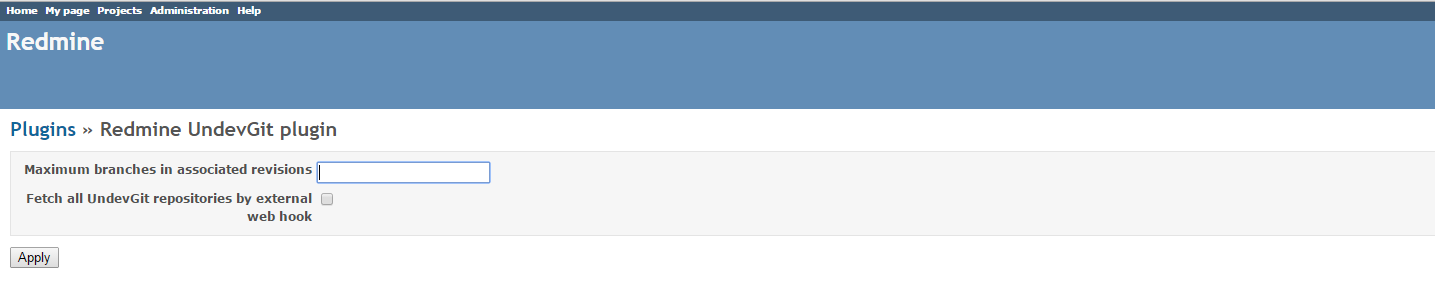 Home My page Projects Administration Help
Redmine
Plugins » Redmine UndevGit plugin
Maximum branches in associated revisions
Fetch all UndevGit repositories by external
web hook
Apply